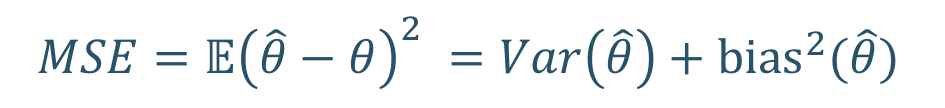 MSE = 𝔼(θ̂ − θ)² = Var(θ̂) + bias²(θ̂)